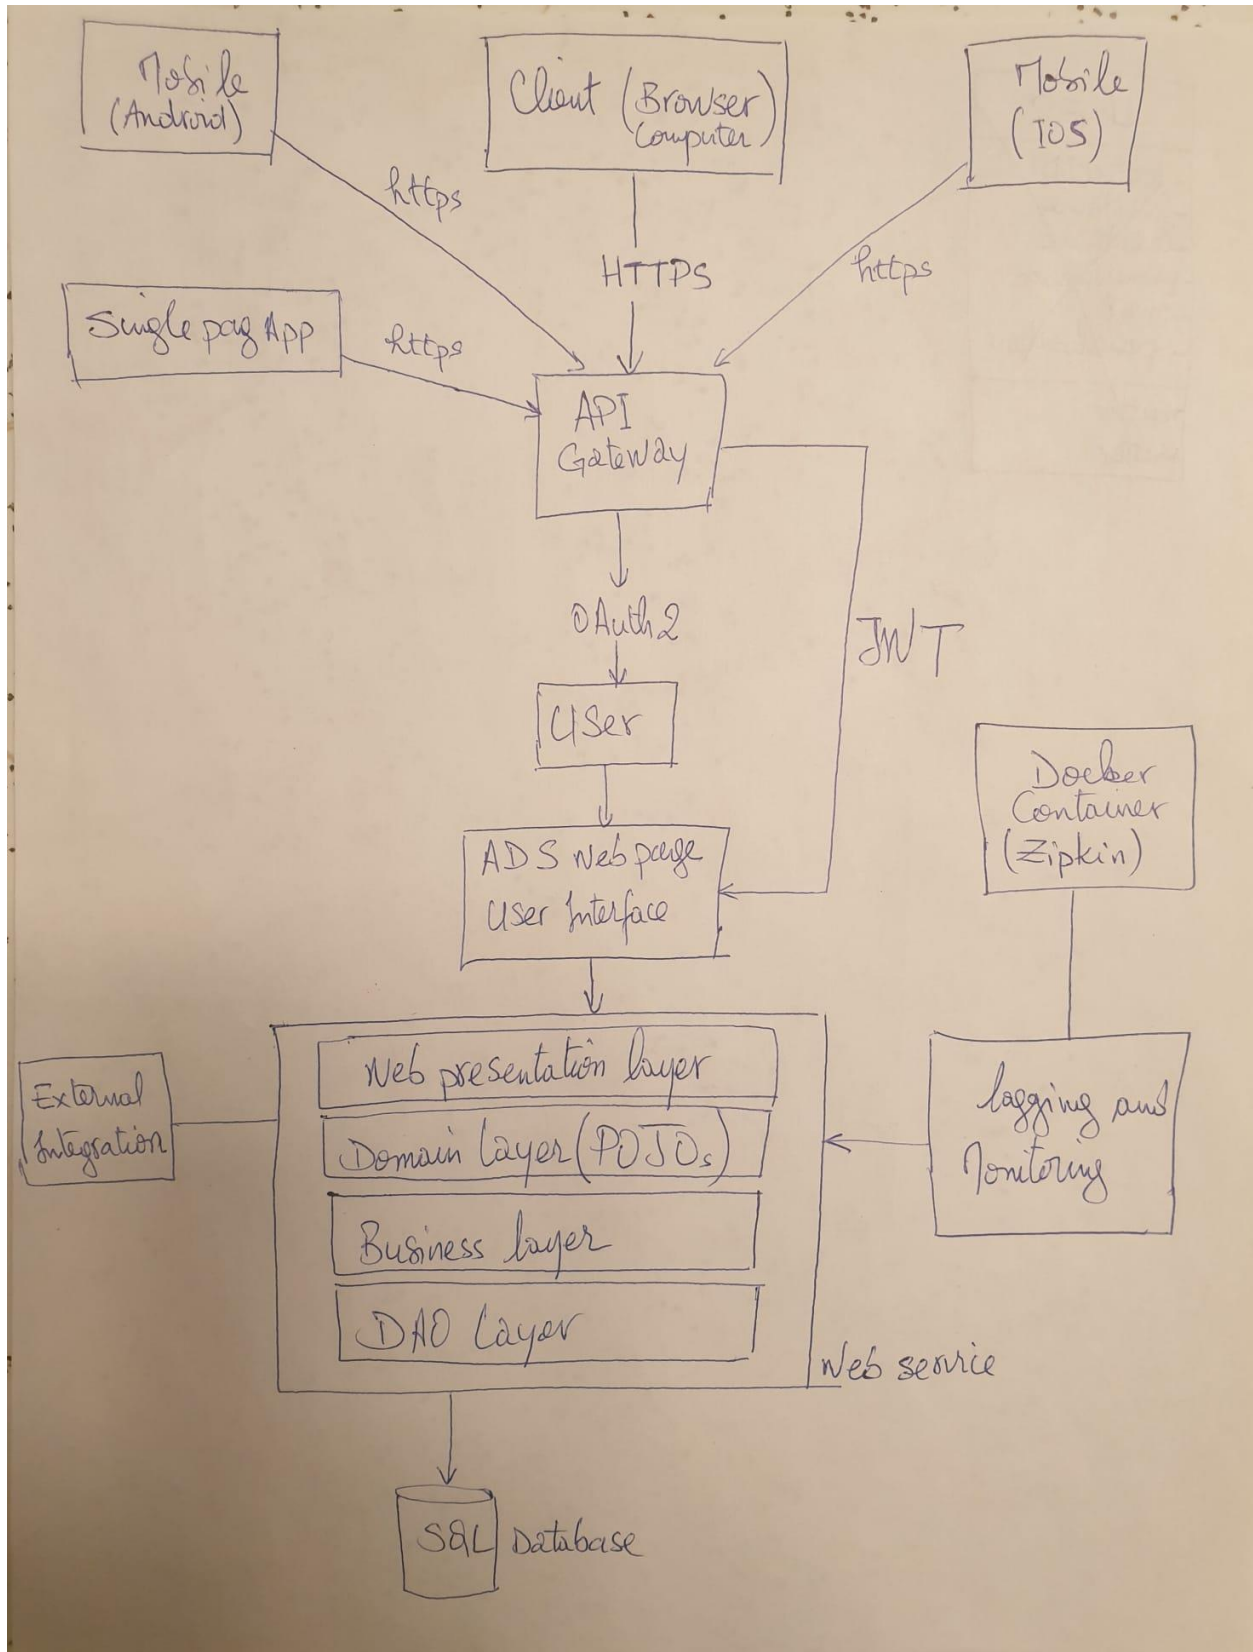 Mobile
(Android)
Client (Browser
Computer)
Mobile
(IOS)
https
HTTPS
https
Single pag App
https
API
Gateway
OAuth2
JWT
User
Docker
Container
(Zipkin)
ADS Web page
User Interface
External
Integration
Web presentation layer
Domain Layer (POJOs)
Business layer
DAO Layer
logging and
Monitoring
Web service
SQL Database